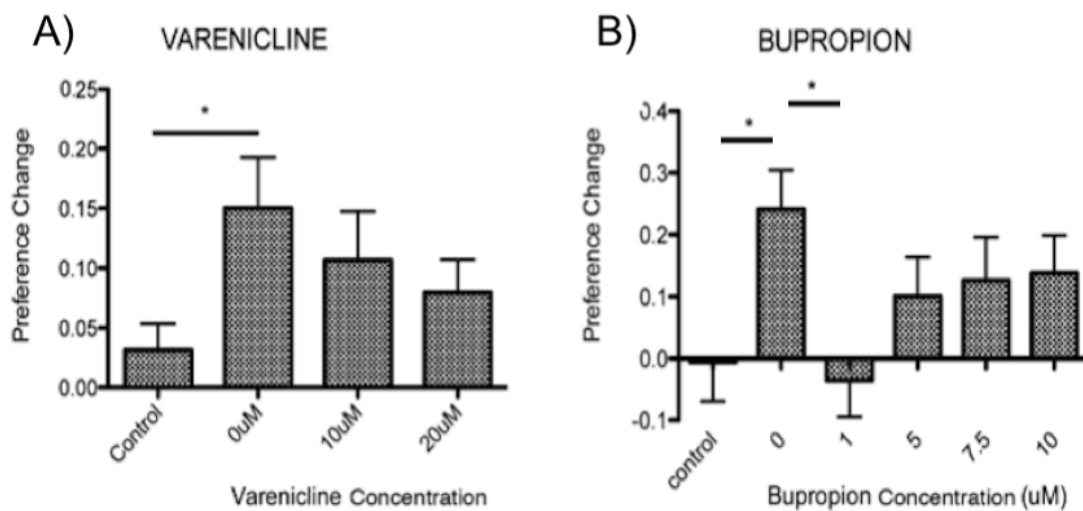 A) VARENICLINE
Preference Change
0.25
0.20
0.15
0.10
0.05
0.00
*
Control
0uM
10uM
20uM
Varenicline Concentration
B) BUPROPION
Preference Change
0.4
0.3
0.2
0.1
0.0
-0.1
*
*
control
0
1
5
7.5
10
Bupropion Concentration (uM)